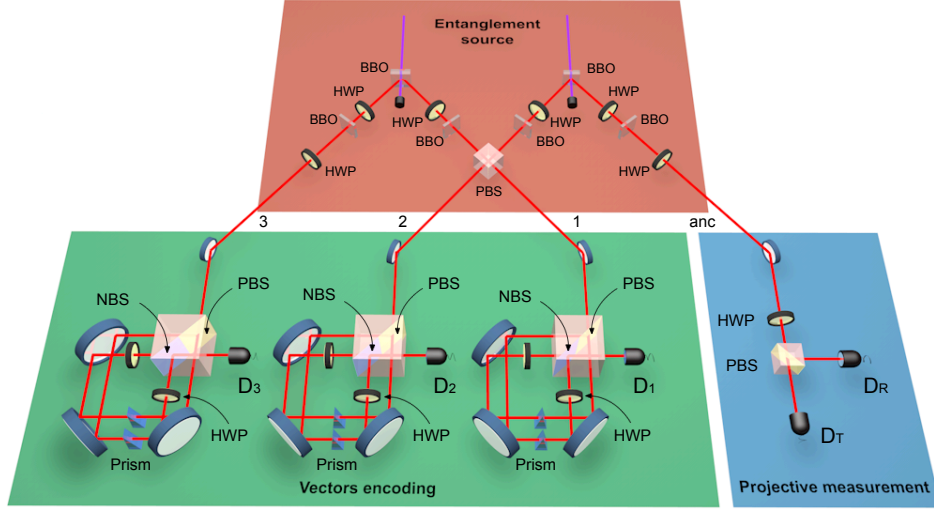 Entanglement
source
BBO
BBO
HWP
HWP
BBO
HWP
HWP
BBO
BBO
BBO
HWP
HWP
PBS
3
2
1
anc
NBS
PBS
NBS
PBS
NBS
PBS
HWP
PBS
D3
D2
D1
DR
DT
HWP
HWP
HWP
Prism
Prism
Prism
Vectors encoding
Projective measurement